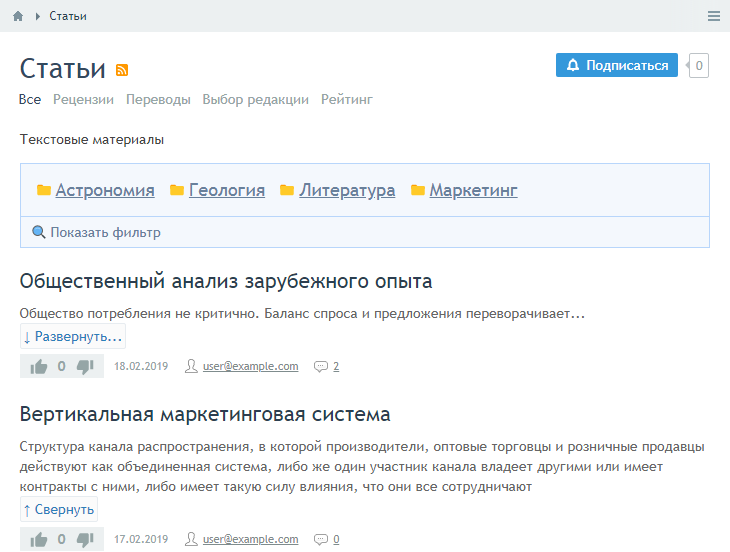 Статьи
Статьи
Подписаться 0
Все Рецензии Переводы Выбор редакции Рейтинг
Текстовые материалы
Астрономия Геология Литература Маркетинг
Показать фильтр
Общественный анализ зарубежного опыта
Общество потребления не критично. Баланс спроса и предложения переворачивает...
↓ Развернуть...
0 18.02.2019 user@example.com 2
Вертикальная маркетинговая система
Структура канала распространения, в которой производители, оптовые торговцы и розничные продавцы
действуют как объединенная система, либо же один участник канала владеет другими или имеет
контракты с ними, либо имеет такую силу влияния, что они все сотрудничают
↑ Свернуть
0 17.02.2019 user@example.com 0